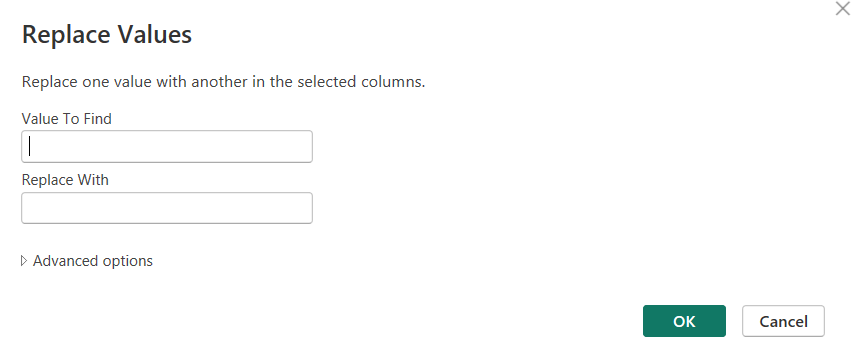 Replace Values
Replace one value with another in the selected columns.
Value To Find
Replace With
Advanced options
OK
Cancel